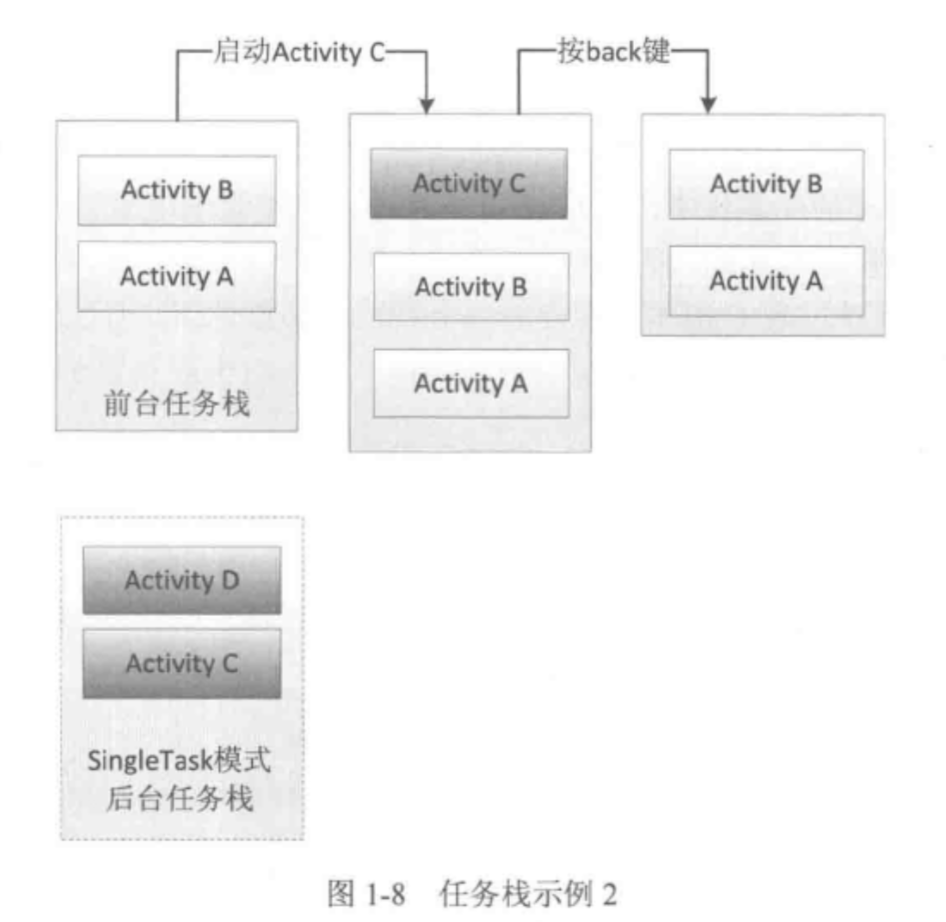 启动Activity C
按back键
Activity B
Activity A
前台任务栈
Activity C
Activity B
Activity A
Activity B
Activity A
Activity D
Activity C
SingleTask模式
后台任务栈
图 1-8 任务栈示例 2